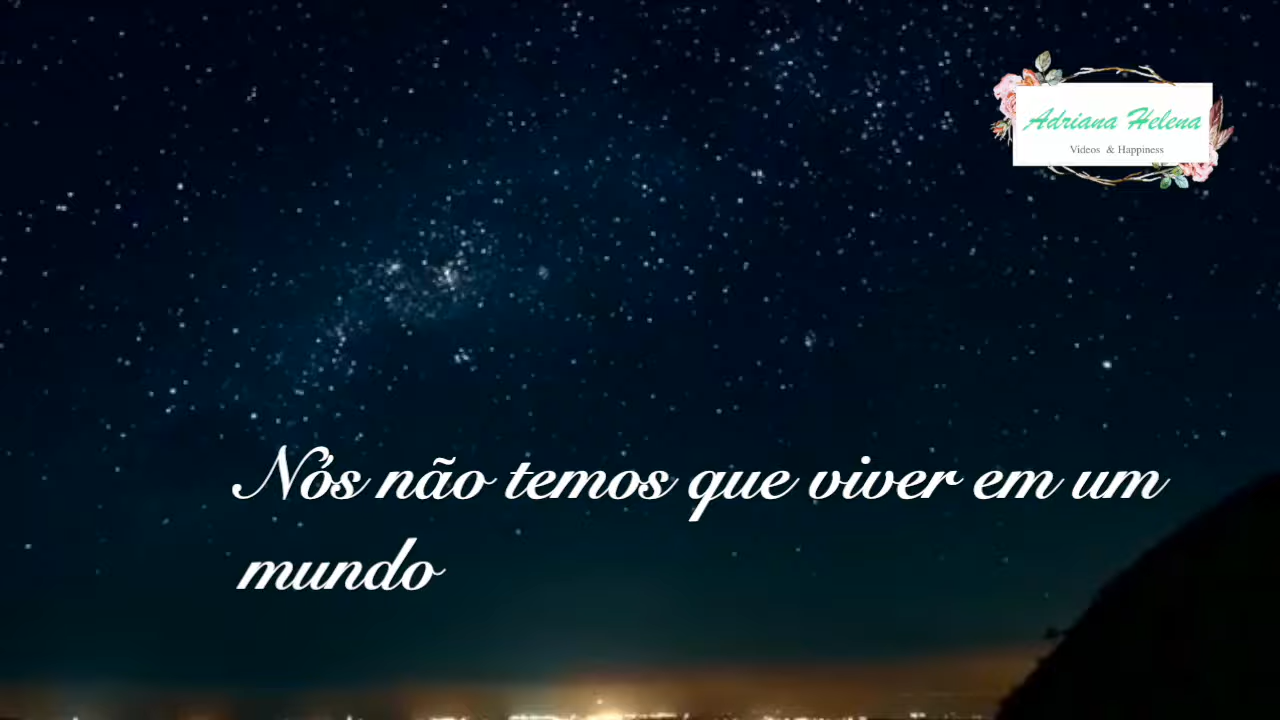 Adriana Helena
Videos & Happiness
Nós não temos que viver em um
mundo